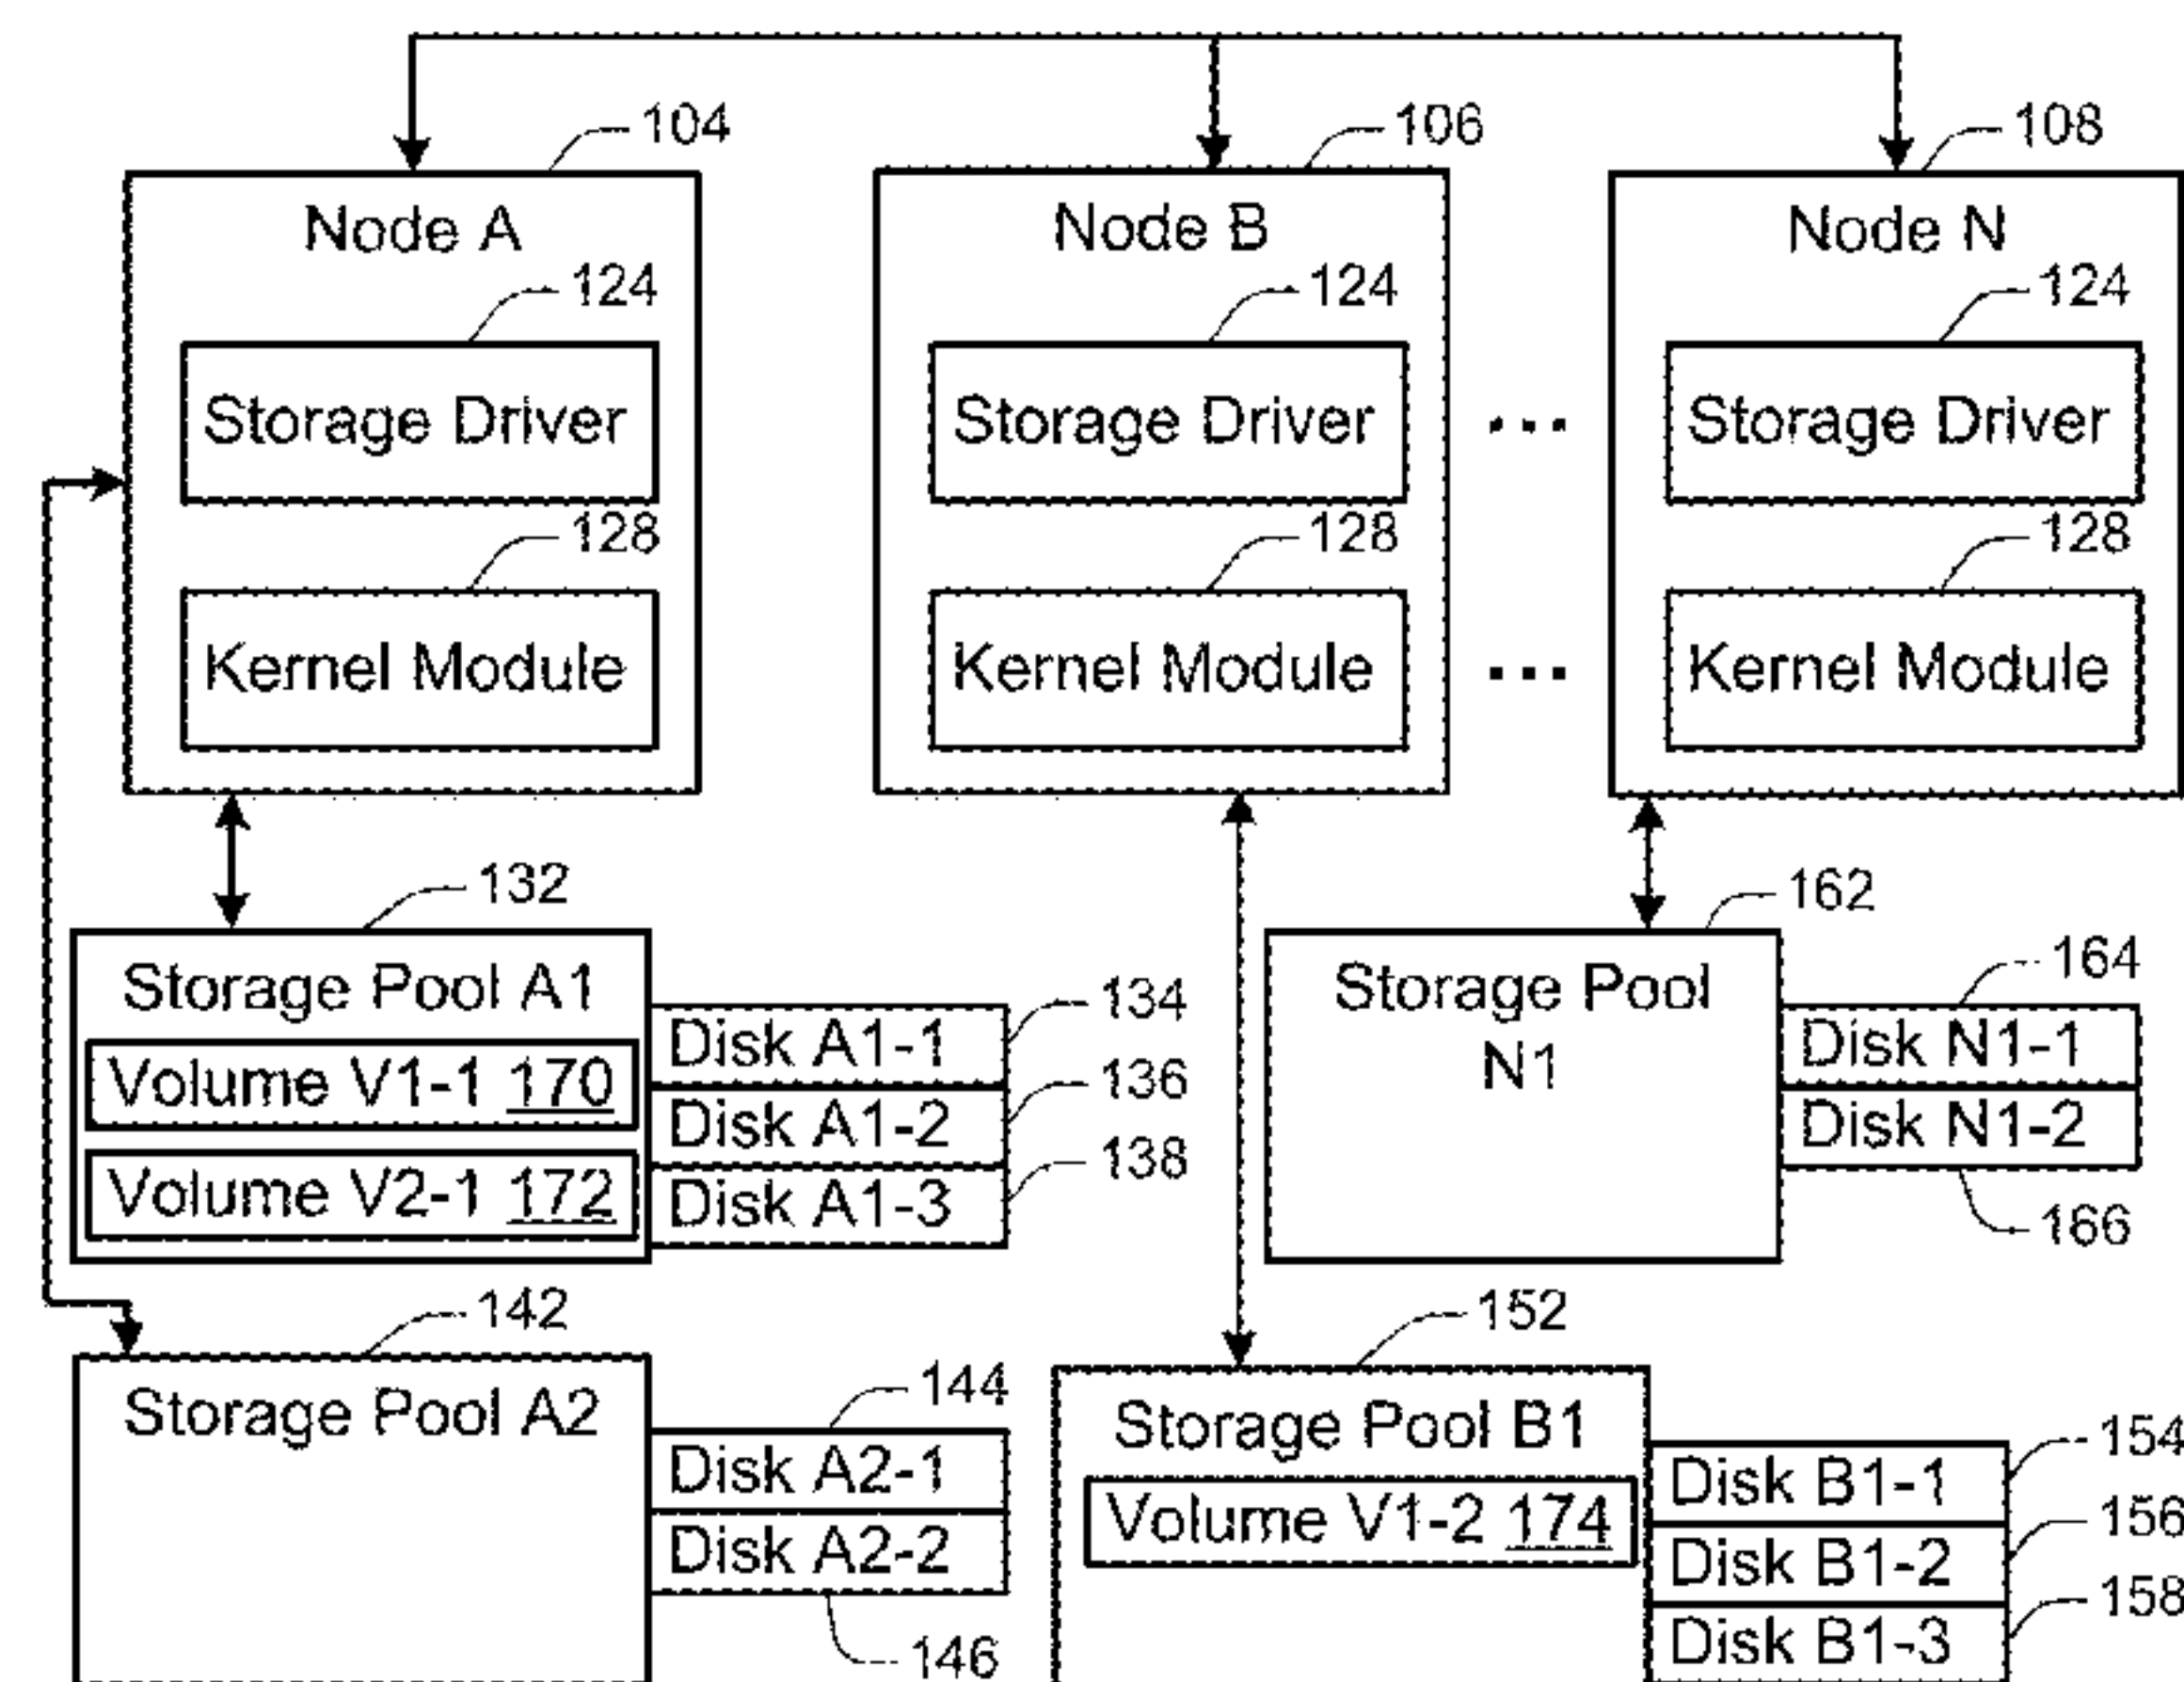 104
106
108
Node A
Node B
Node N
124
124
124
Storage Driver
Storage Driver
...
Storage Driver
128
128
128
Kernel Module
Kernel Module
...
Kernel Module
132
162
Storage Pool A1
Volume V1-1 170
Volume V2-1 172
Disk A1-1
Disk A1-2
Disk A1-3
134
136
138
Storage Pool
N1
164
Disk N1-1
Disk N1-2
166
142
Storage Pool A2
144
Disk A2-1
Disk A2-2
146
152
Storage Pool B1
Volume V1-2 174
Disk B1-1
Disk B1-2
Disk B1-3
154
156
158